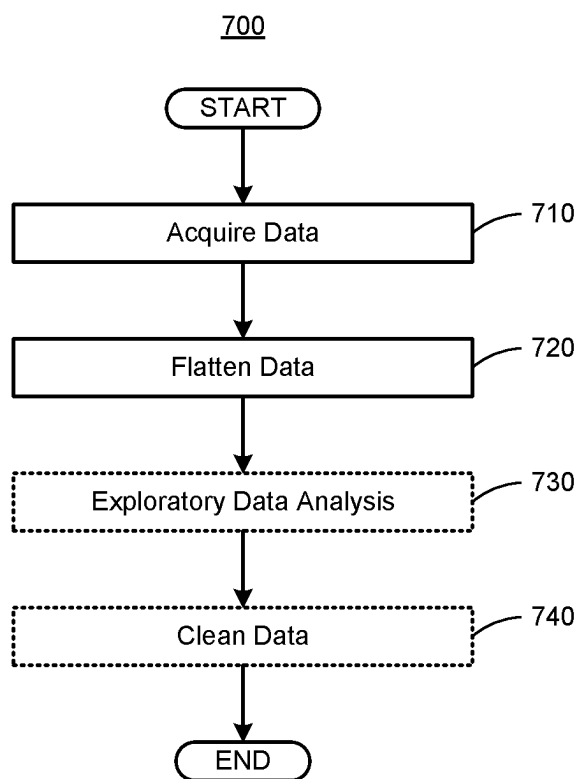 700
START
Acquire Data
710
Flatten Data
720
Exploratory Data Analysis
730
Clean Data
740
END